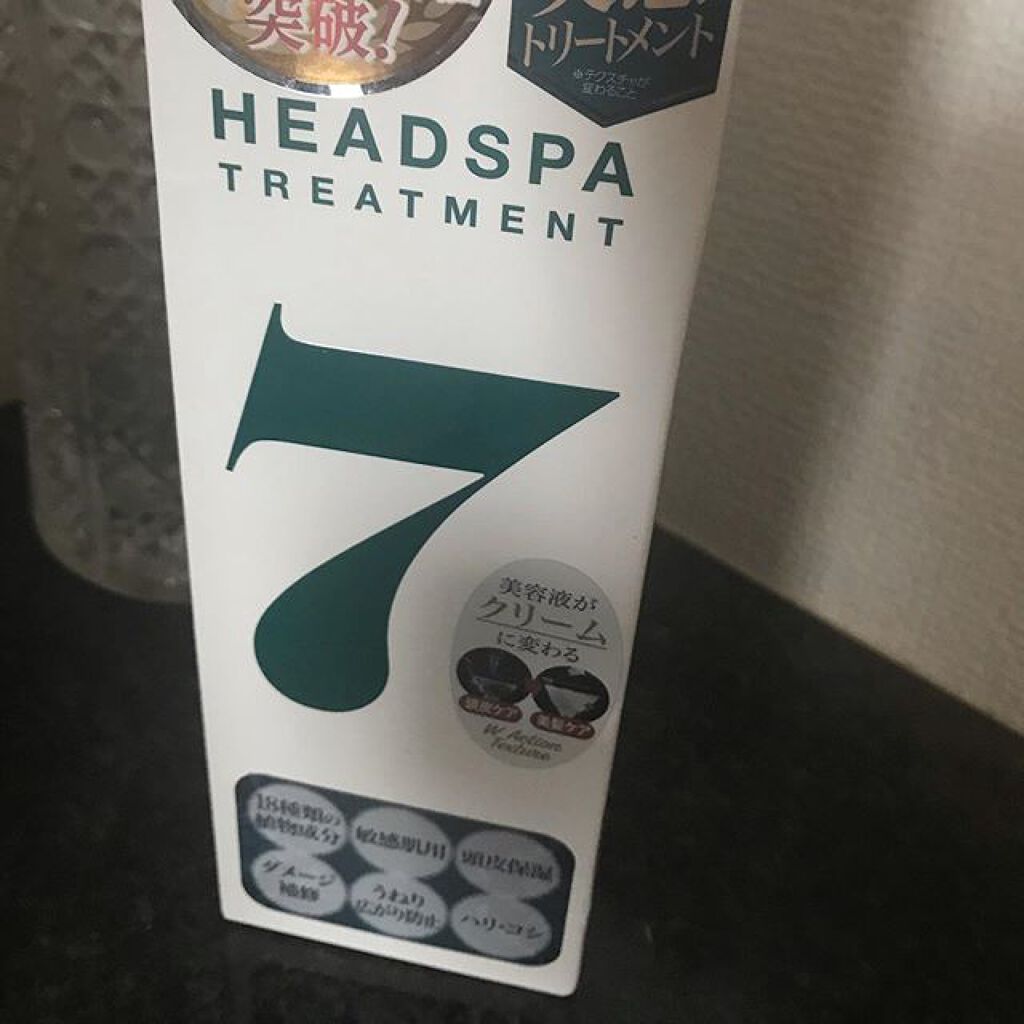 突破!
トリートメント
※テクスチャが
変わること
HEADSPA
TREATMENT
7
美容液が
クリーム
に変わる
頭皮ケア
毛髪ケア
W Action
Texture
18種類の
植物成分
敏感肌用
頭皮保湿
ダメージ
補修
うねり
広がり防止
ハリ・コシ